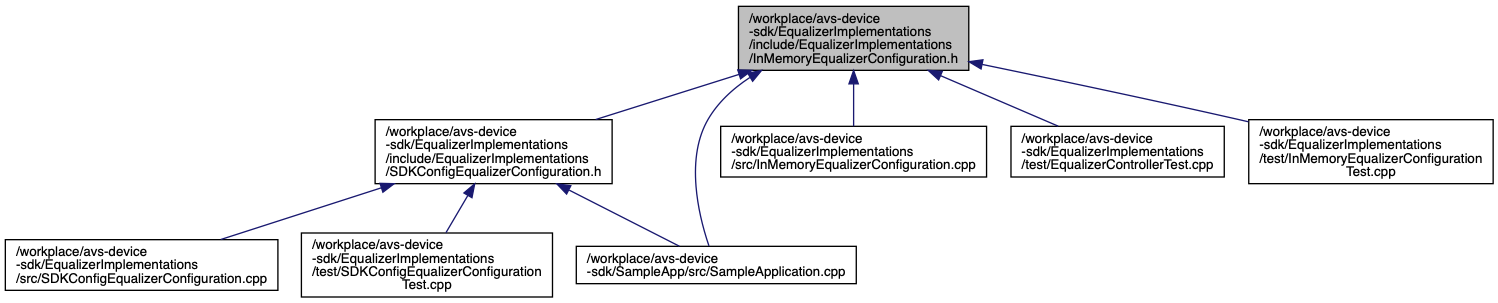 /workplace/avs-device
-sdk/EqualizerImplementations
/include/EqualizerImplementations
/InMemoryEqualizerConfiguration.h
/workplace/avs-device
-sdk/EqualizerImplementations
/include/EqualizerImplementations
/SDKConfigEqualizerConfiguration.h
/workplace/avs-device
-sdk/EqualizerImplementations
/src/InMemoryEqualizerConfiguration.cpp
/workplace/avs-device
-sdk/EqualizerImplementations
/test/EqualizerControllerTest.cpp
/workplace/avs-device
-sdk/EqualizerImplementations
/test/InMemoryEqualizerConfiguration
Test.cpp
/workplace/avs-device
-sdk/EqualizerImplementations
/src/SDKConfigEqualizerConfiguration.cpp
/workplace/avs-device
-sdk/EqualizerImplementations
/test/SDKConfigEqualizerConfiguration
Test.cpp
/workplace/avs-device
-sdk/SampleApp/src/SampleApplication.cpp